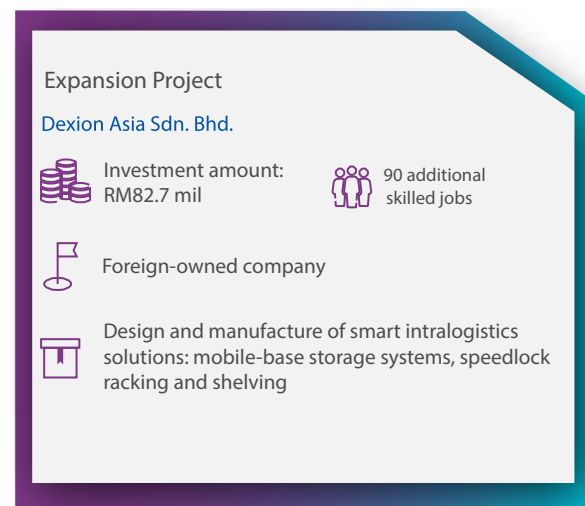 Expansion Project
Dexion Asia Sdn. Bhd.
Investment amount:
RM82.7 mil
90 additional
skilled jobs
Foreign-owned company
Design and manufacture of smart intralogistics
solutions: mobile-base storage systems, speedlock
racking and shelving